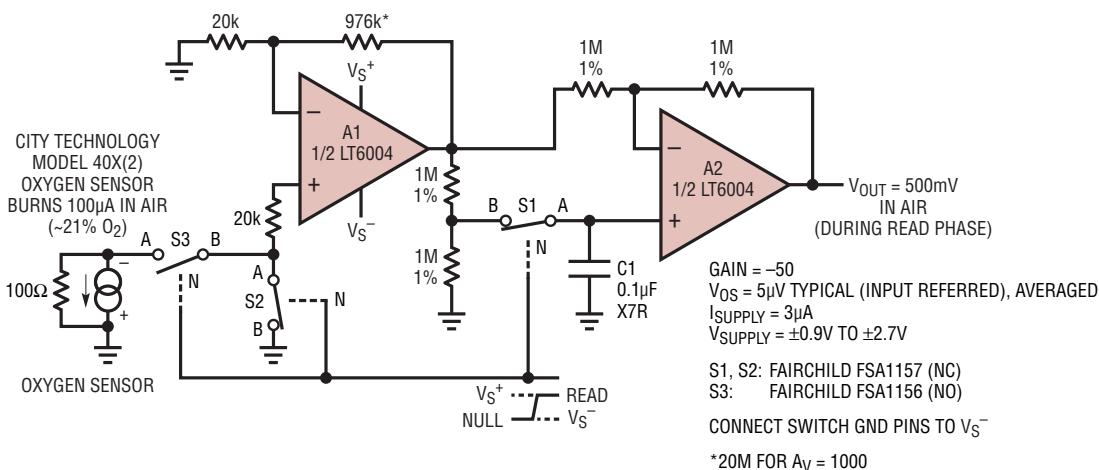 20k
976k*
1M
1%
1M
1%
VS+
A1
1/2 LT6004
VS−
−
+
A2
1/2 LT6004
−
+
CITY TECHNOLOGY
MODEL 40X(2)
OXYGEN SENSOR
BURNS 100µA IN AIR
(~21% O2)
1M
1%
1M
1%
20k
B S1 A
N
VOUT = 500mV
IN AIR
(DURING READ PHASE)
A S3 B
N
A
S2
B
N
100Ω
−
+
C1
0.1µF
X7R
OXYGEN SENSOR
VS+
READ
NULL
VS−
GAIN = –50
VOS = 5µV TYPICAL (INPUT REFERRED), AVERAGED
ISUPPLY = 3µA
VSUPPLY = ±0.9V TO ±2.7V
S1, S2: FAIRCHILD FSA1157 (NC)
S3: FAIRCHILD FSA1156 (NO)
CONNECT SWITCH GND PINS TO VS−
*20M FOR AV = 1000